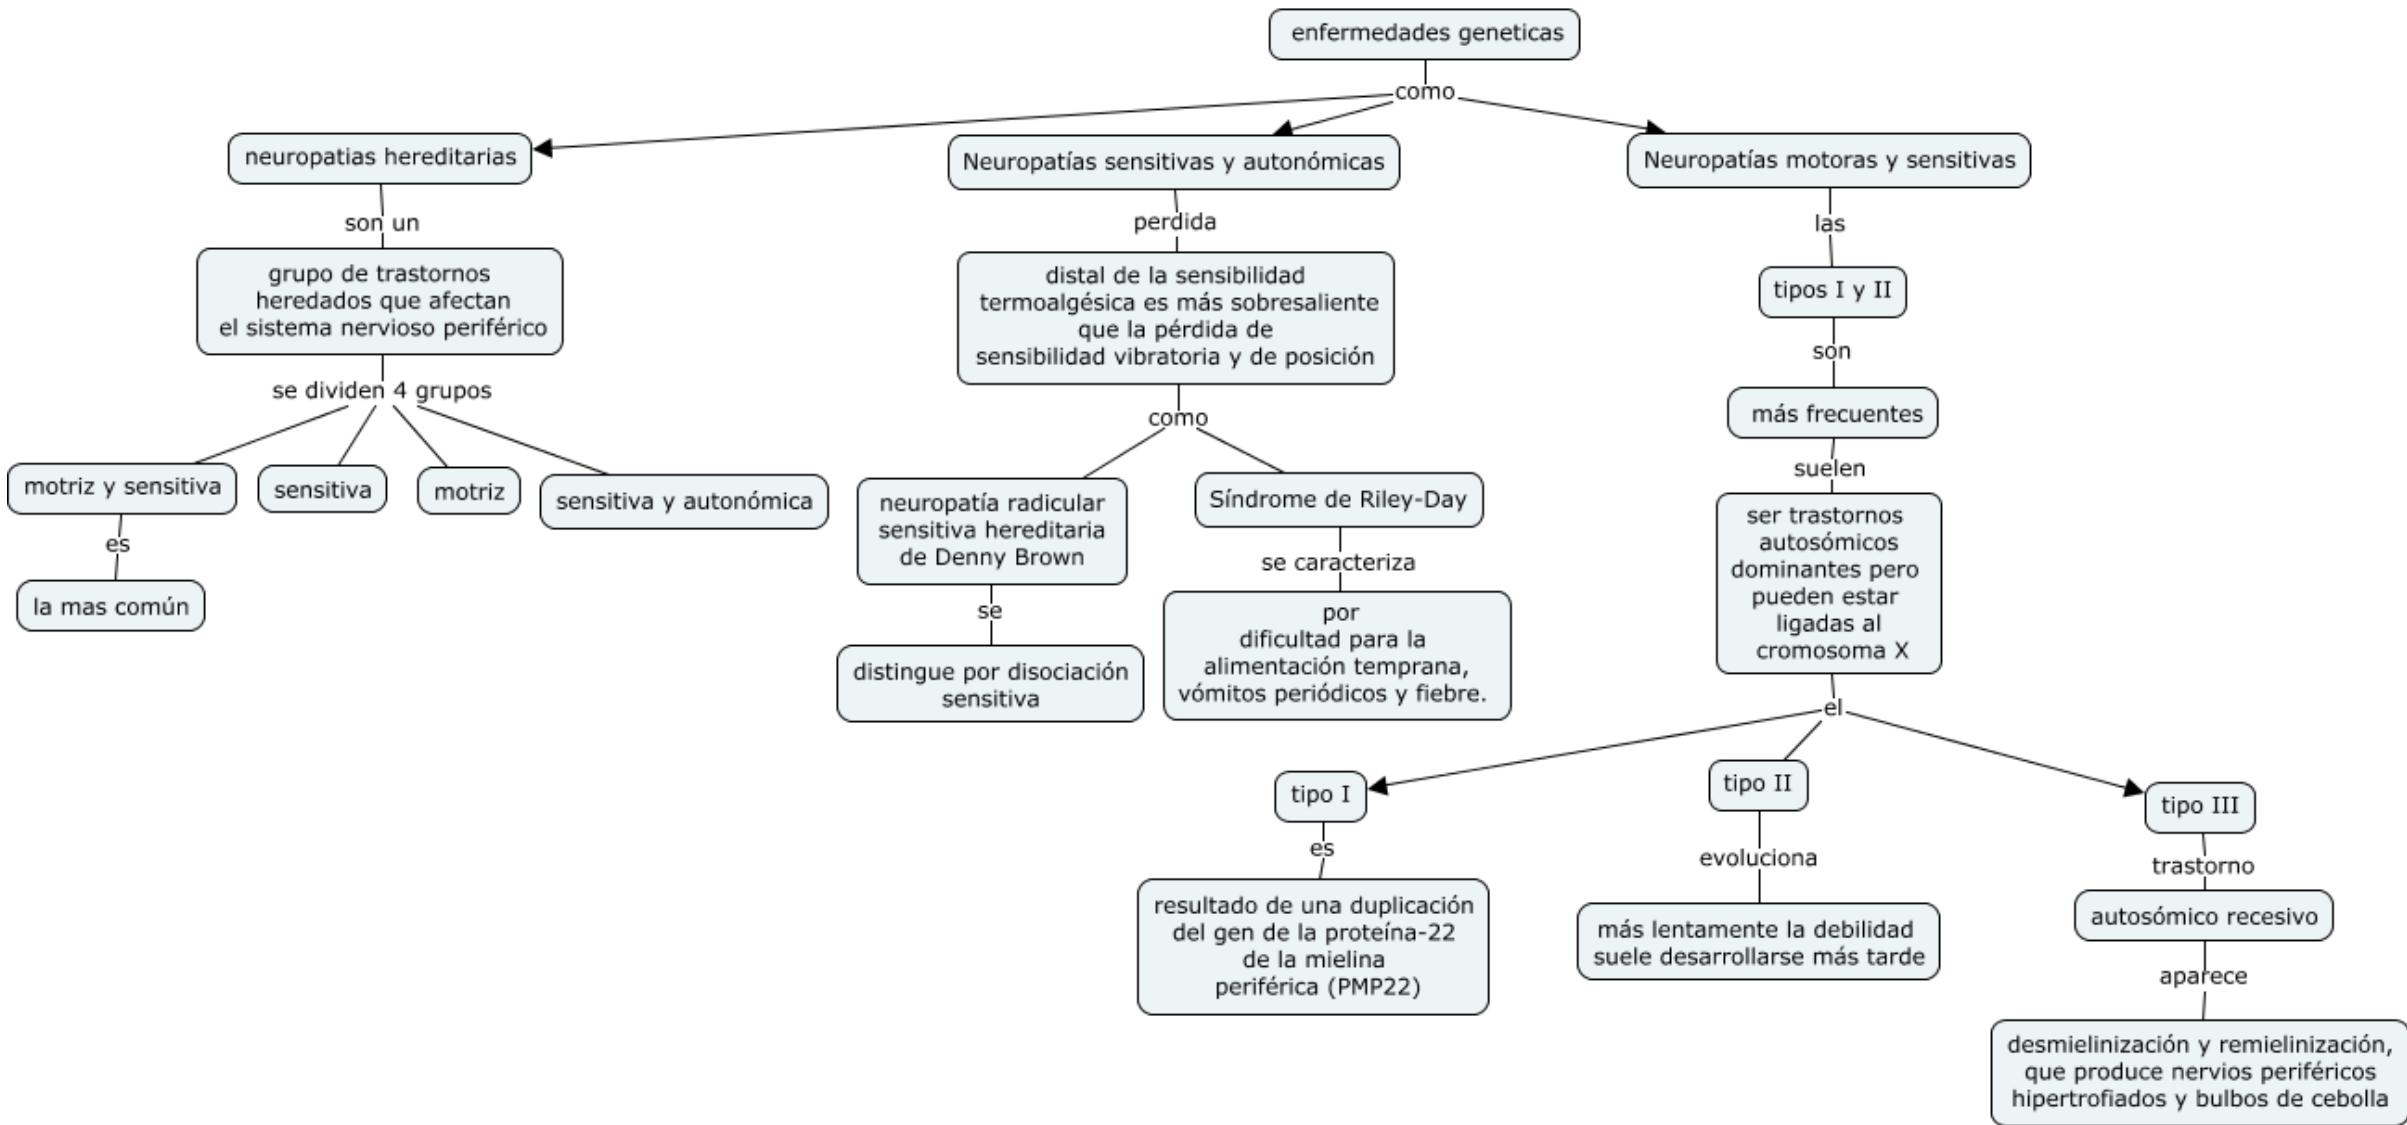 enfermedades geneticas
como
neuropatias hereditarias
son un
grupo de trastornos
heredados que afectan
el sistema nervioso periférico
se dividen 4 grupos
motriz y sensitiva
es
la mas común
sensitiva
motriz
sensitiva y autonómica
Neuropatías sensitivas y autonómicas
perdida
distal de la sensibilidad
termoalgésica es más sobresaliente
que la pérdida de
sensibilidad vibratoria y de posición
como
neuropatía radicular
sensitiva hereditaria
de Denny Brown
se
distingue por disociación
sensitiva
Síndrome de Riley-Day
se caracteriza
por
dificultad para la
alimentación temprana,
vómitos periódicos y fiebre.
Neuropatías motoras y sensitivas
las
tipos I y II
son
más frecuentes
suelen
ser trastornos
autosómicos
dominantes pero
pueden estar
ligadas al
cromosoma X
el
tipo I
es
resultado de una duplicación
del gen de la proteína-22
de la mielina
periférica (PMP22)
tipo II
evoluciona
más lentamente la debilidad
suele desarrollarse más tarde
tipo III
trastorno
autosómico recesivo
aparece
desmielinización y remielinización,
que produce nervios periféricos
hipertrofiados y bulbos de cebolla